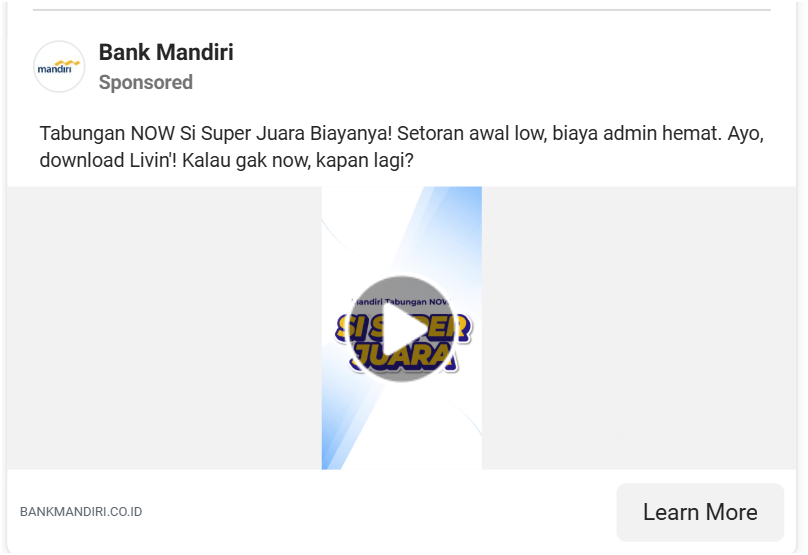 Bank Mandiri
mandırı
Sponsored
Tabungan NOW Si Super Juara Biayanya! Setoran awal low, biaya admin hemat. Ayo,
download Livin'! Kalau gak now, kapan lagi?
mandiri Tabungan NOW
SI SUPER
JUARA
BANKMANDIRI.CO.ID
Learn More